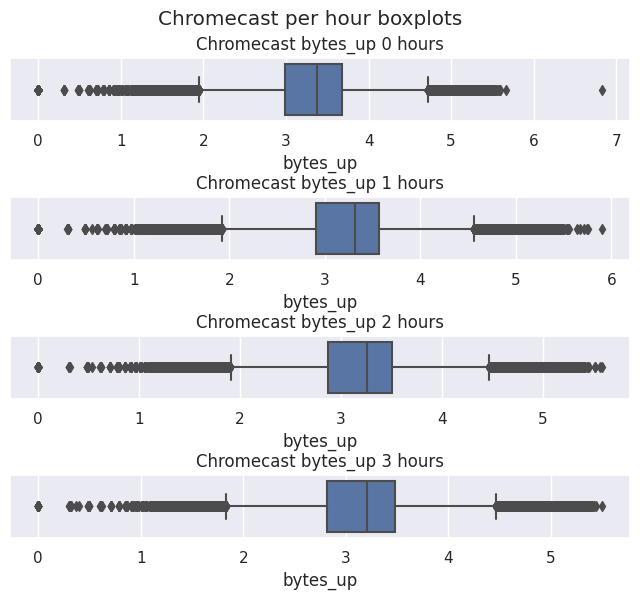 Chromecast per hour boxplots
Chromecast bytes_up 0 hours
0 1 2 3 4 5 6 7
bytes_up
Chromecast bytes_up 1 hours
0 1 2 3 4 5 6
bytes_up
Chromecast bytes_up 2 hours
0 1 2 3 4 5
bytes_up
Chromecast bytes_up 3 hours
0 1 2 3 4 5
bytes_up